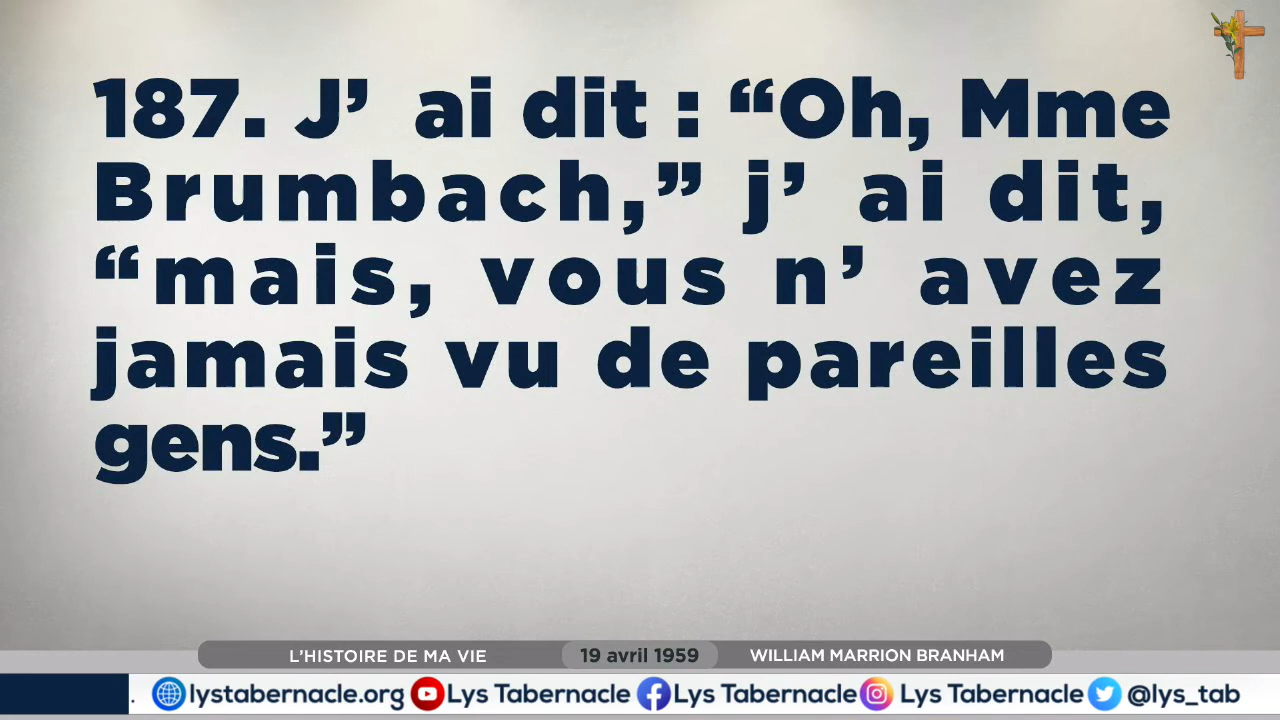 187. J’ ai dit : “Oh, Mme
Brumbach,” j’ ai dit,
“mais, vous n’ avez
jamais vu de pareilles
gens.”
L’HISTOIRE DE MA VIE 19 avril 1959 WILLIAM MARRION BRANHAM
. lystabernacle.org Lys Tabernacle Lys Tabernacle Lys Tabernacle @lys_tab